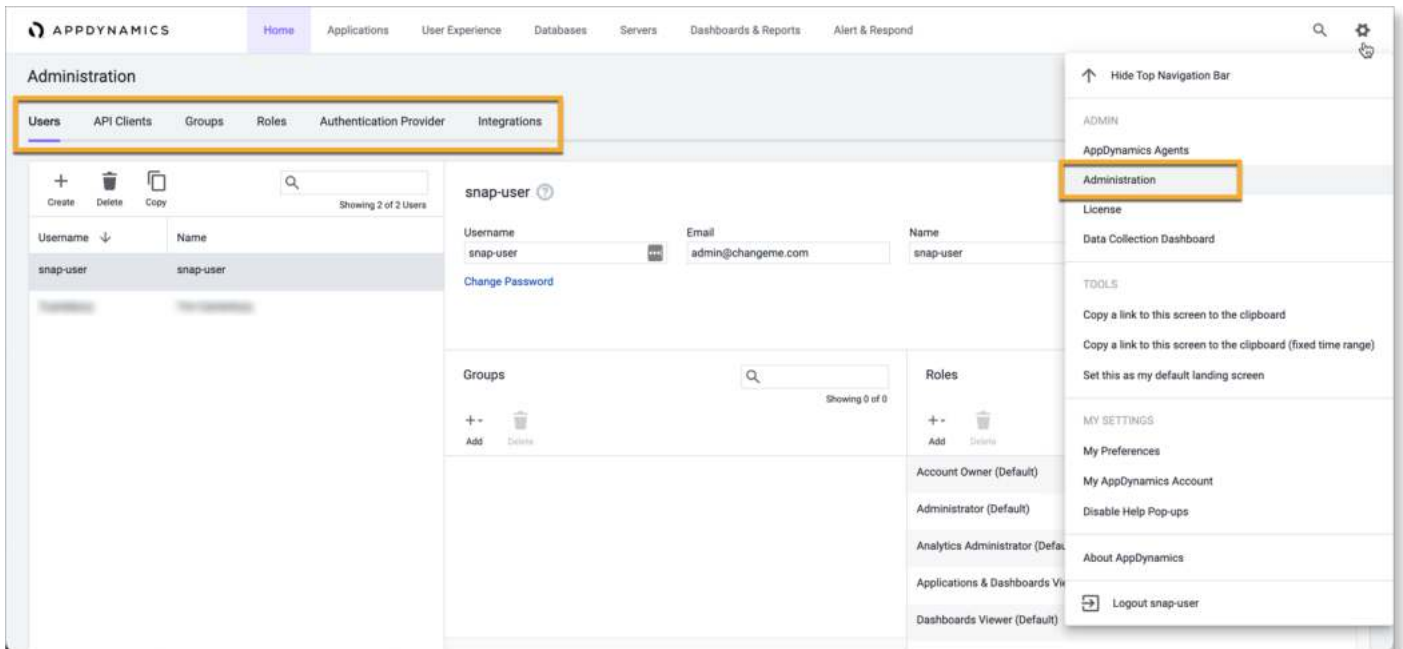 APPDYNAMICS
Home Applications User Experience Databases Servers Dashboards & Reports Alert & Respond
Administration
Users API Clients Groups Roles Authentication Provider Integrations
Create Delete Copy
Showing 2 of 2 Users
Username Name
snap-user snap-user
snap-user
Username Email Name
snap-user admin@changeme.com snap-user
Change Password
Groups
Showing 0 of 0
Add Delete
Roles
Add Delete
Account Owner (Default)
Administrator (Default)
Analytics Administrator (Defau
Applications & Dashboards Vie
Dashboards Viewer (Default)
Hide Top Navigation Bar
ADMIN
AppDynamics Agents
Administration
License
Data Collection Dashboard
TOOLS
Copy a link to this screen to the clipboard
Copy a link to this screen to the clipboard (fixed time range)
Set this as my default landing screen
MY SETTINGS
My Preferences
My AppDynamics Account
Disable Help Pop-ups
About AppDynamics
Logout snap-user